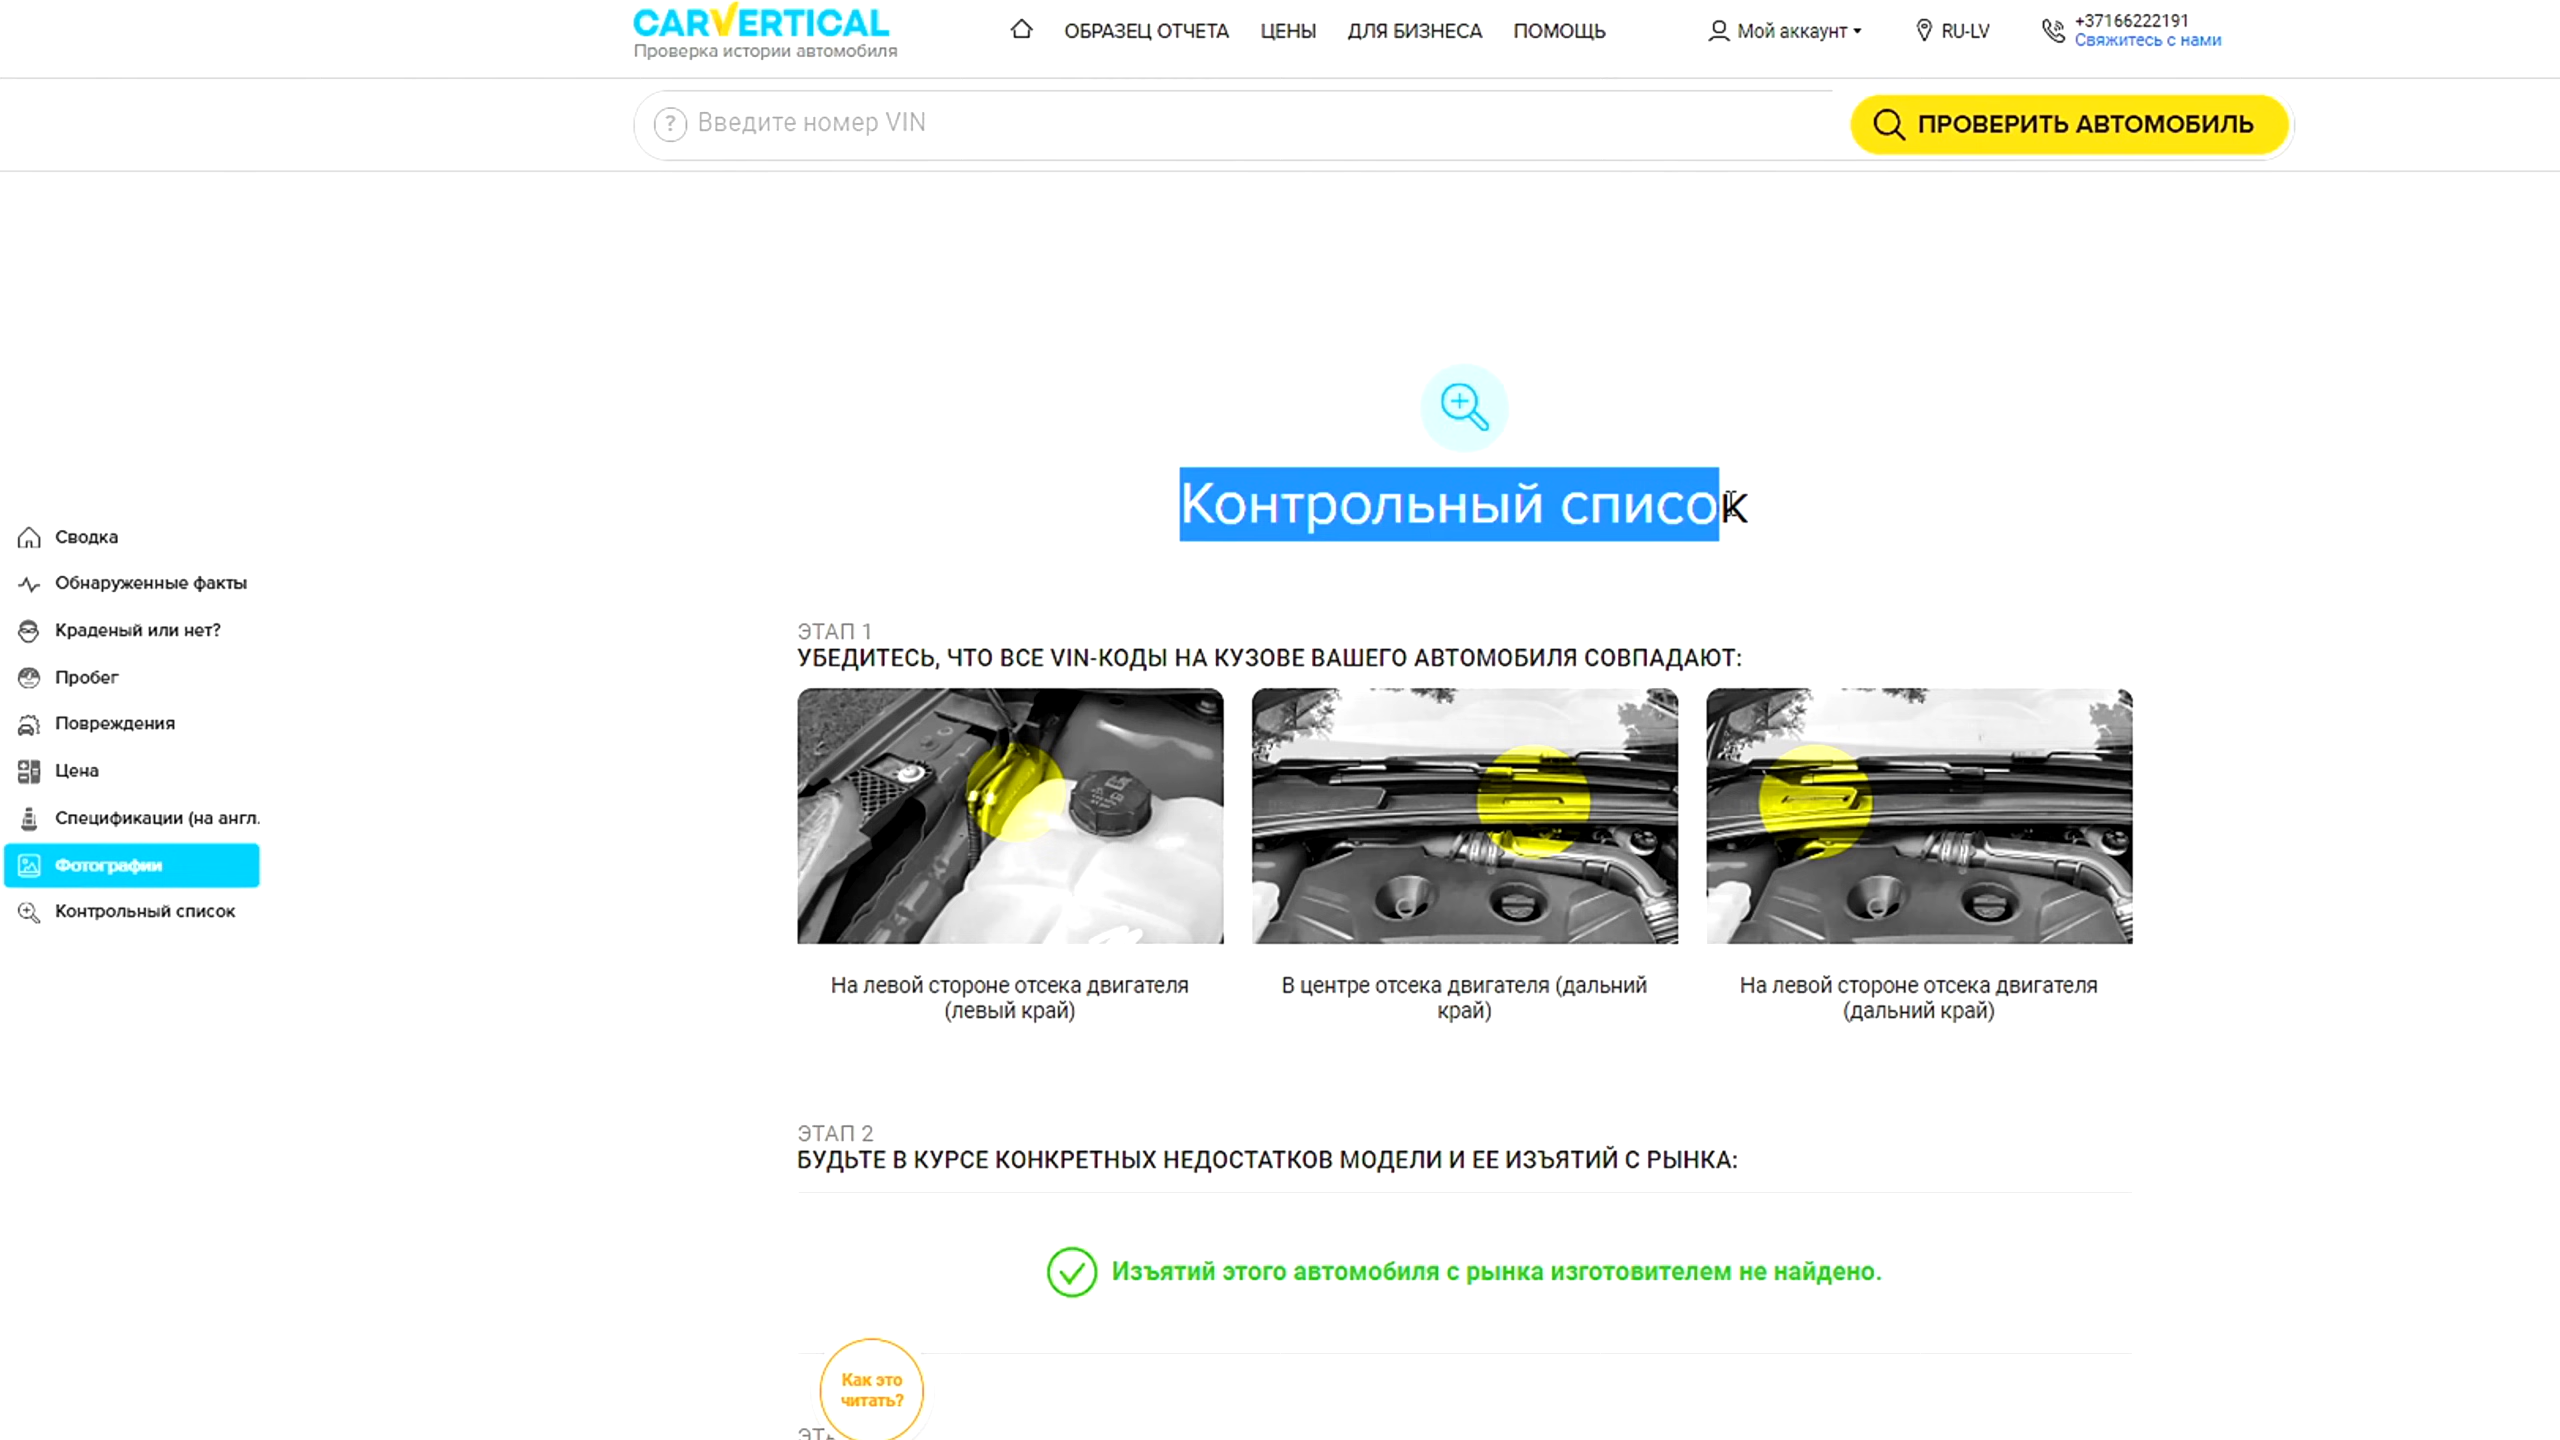 CARVERTICAL
Проверка истории автомобиля
ОБРАЗЕЦ ОТЧЕТА
ЦЕНЫ
ДЛЯ БИЗНЕСА
ПОМОЩЬ
Мой аккаунт
RU-LV
+37166222191
Свяжитесь с нами
Введите номер VIN
ПРОВЕРИТЬ АВТОМОБИЛЬ
Контрольный список
Сводка
Обнаруженные факты
Краденый или нет?
Пробег
Повреждения
Цена
Спецификации (на англ.
Фотографии
Контрольный список
ЭТАП 1
УБЕДИТЕСЬ, ЧТО ВСЕ VIN-КОДЫ НА КУЗОВЕ ВАШЕГО АВТОМОБИЛЯ СОВПАДАЮТ:
На левой стороне отсека двигателя
(левый край)
В центре отсека двигателя (дальний
край)
На левой стороне отсека двигателя
(дальний край)
ЭТАП 2
БУДЬТЕ В КУРСЕ КОНКРЕТНЫХ НЕДОСТАТКОВ МОДЕЛИ И ЕЕ ИЗЪЯТИЙ С РЫНКА:
Изъятий этого автомобиля с рынка изготовителем не найдено.
Как это
читать?